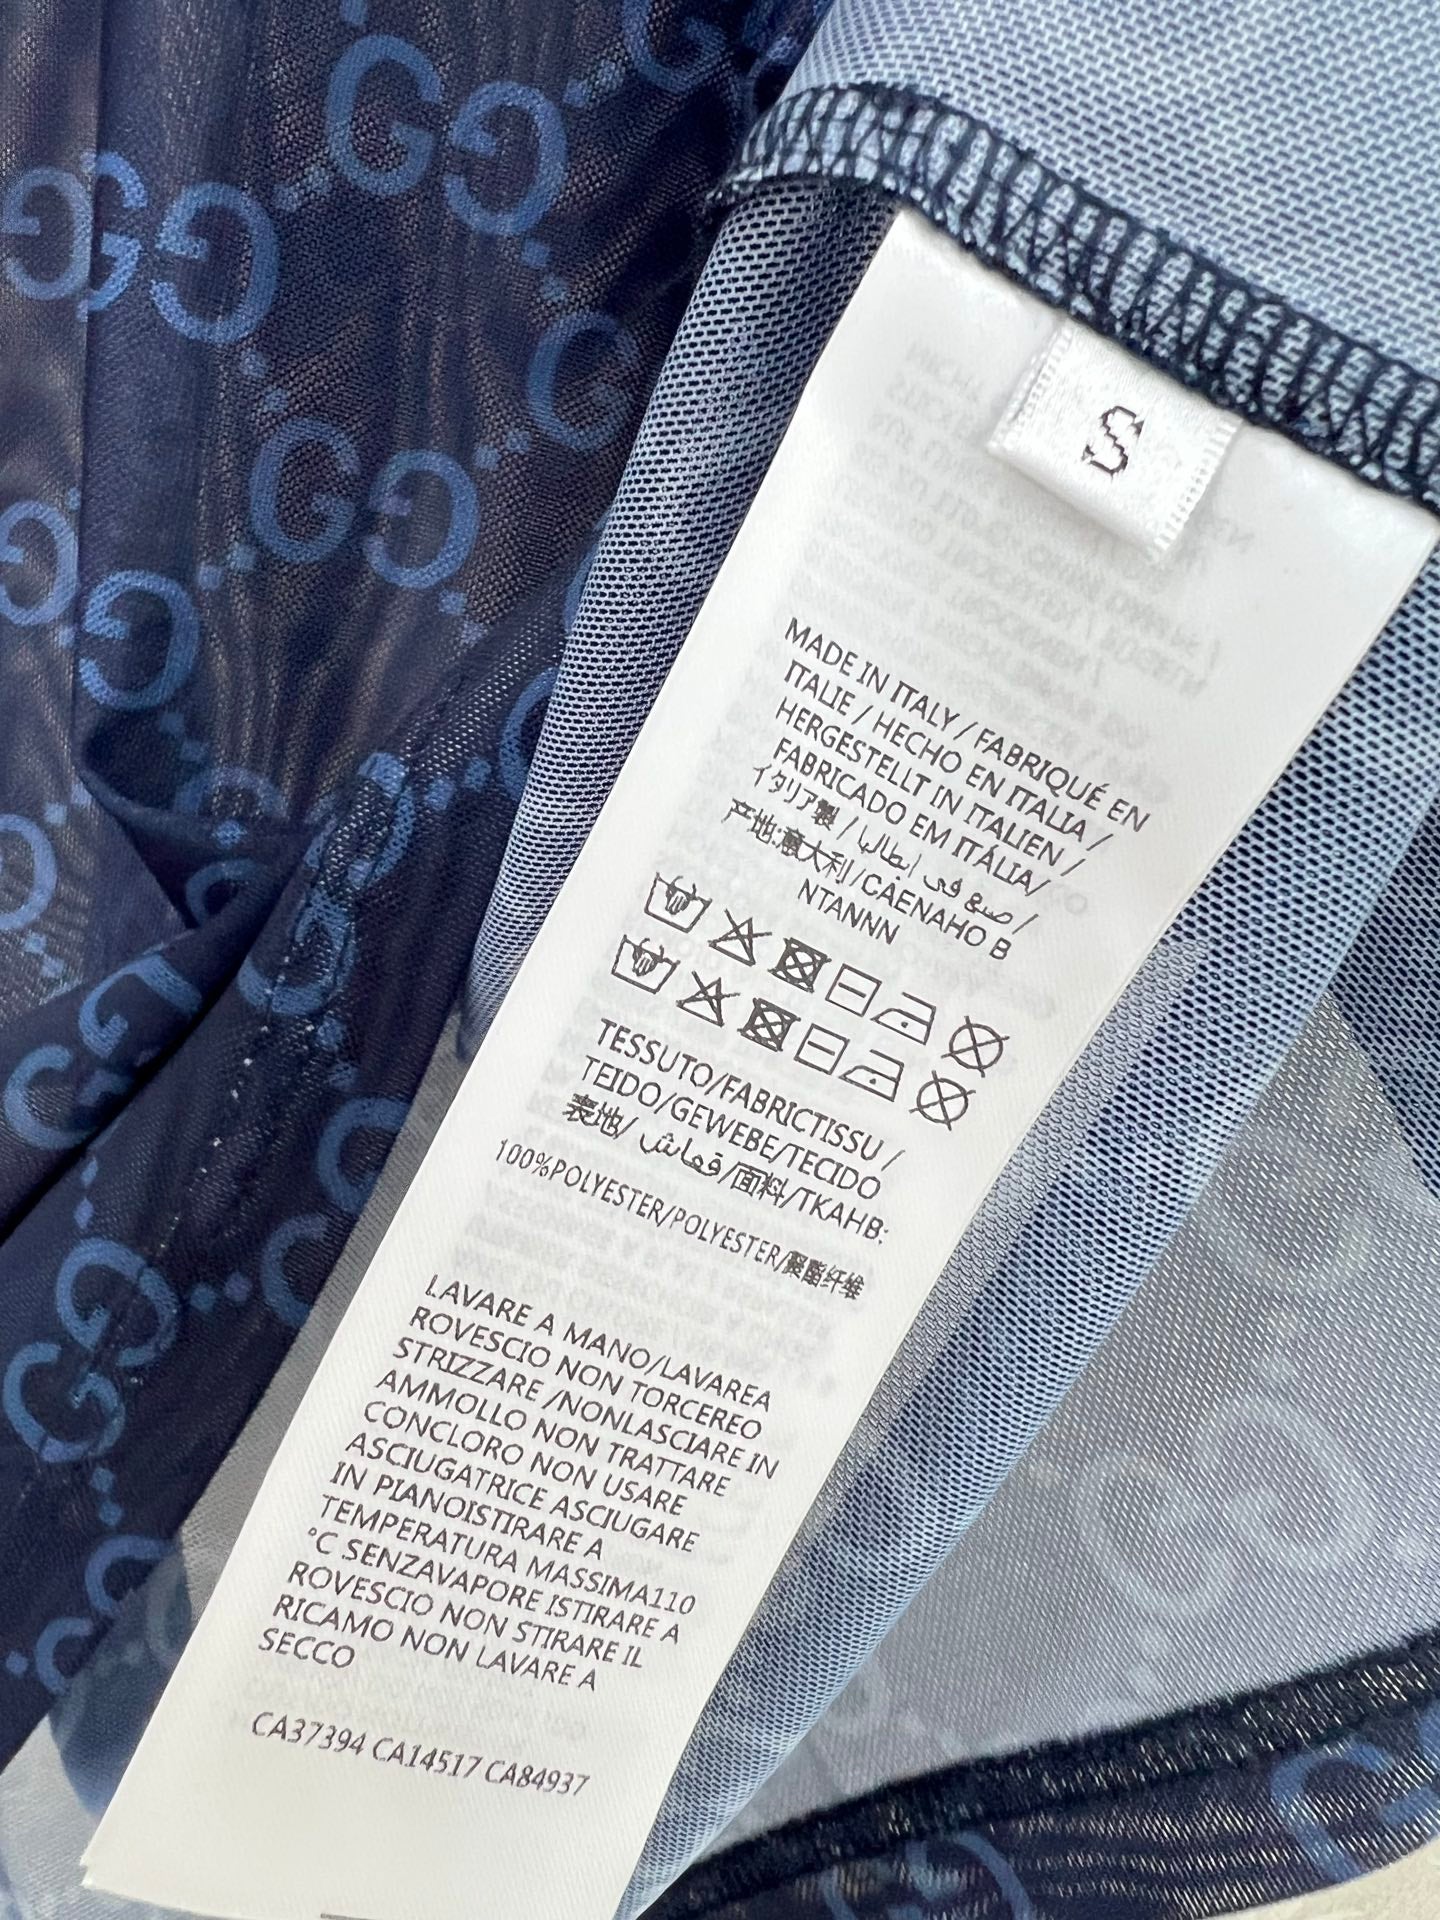 S
MADE IN ITALY / FABRIQUÉ EN
ITALIE / HECHO EN ITALIA /
HERGESTELLT IN ITALIEN /
FABRICADO EM ITÁLIA/
イタリア製 / صنع في إيطاليا /
产地:意大利/CAENAHO B
NTANNN
TESSUTO/FABRICTISSU /
TEIDO/GEWEBE/TECIDO
表地/ قماش/面料/TKAHB:
100%POLYESTER/POLYESTER/聚酯纤维
LAVARE A MANO/LAVAREA
ROVESCIO NON TORCEREO
STRIZZARE /NONLASCIARE IN
AMMOLLO NON TRATTARE
CONCLORO NON USARE
ASCIUGATRICE ASCIUGARE
IN PIANOISTIRARE A
TEMPERATURA MASSIMA110
°C SENZAVAPORE ISTIRARE A
ROVESCIO NON STIRARE IL
RICAMO NON LAVARE A
SECCO
CA37394 CA14517 CA84937